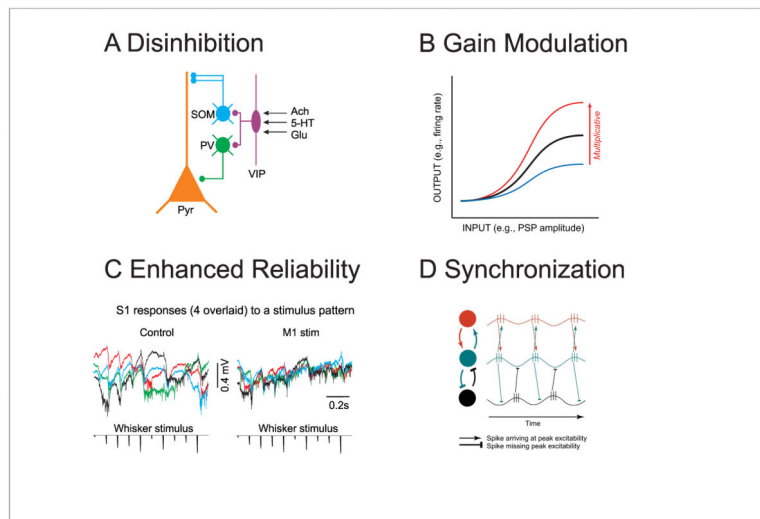 A Disinhibition
SOM
PV
Pyr
VIP
Ach
5-HT
Glu
B Gain Modulation
OUTPUT (e.g., firing rate)
Multiplicative
INPUT (e.g., PSP amplitude)
C Enhanced Reliability
S1 responses (4 overlaid) to a stimulus pattern
Control
M1 stim
0.4 mV
0.2s
Whisker stimulus
Whisker stimulus
D Synchronization
Time
Spike arriving at peak excitability
Spike missing peak excitability